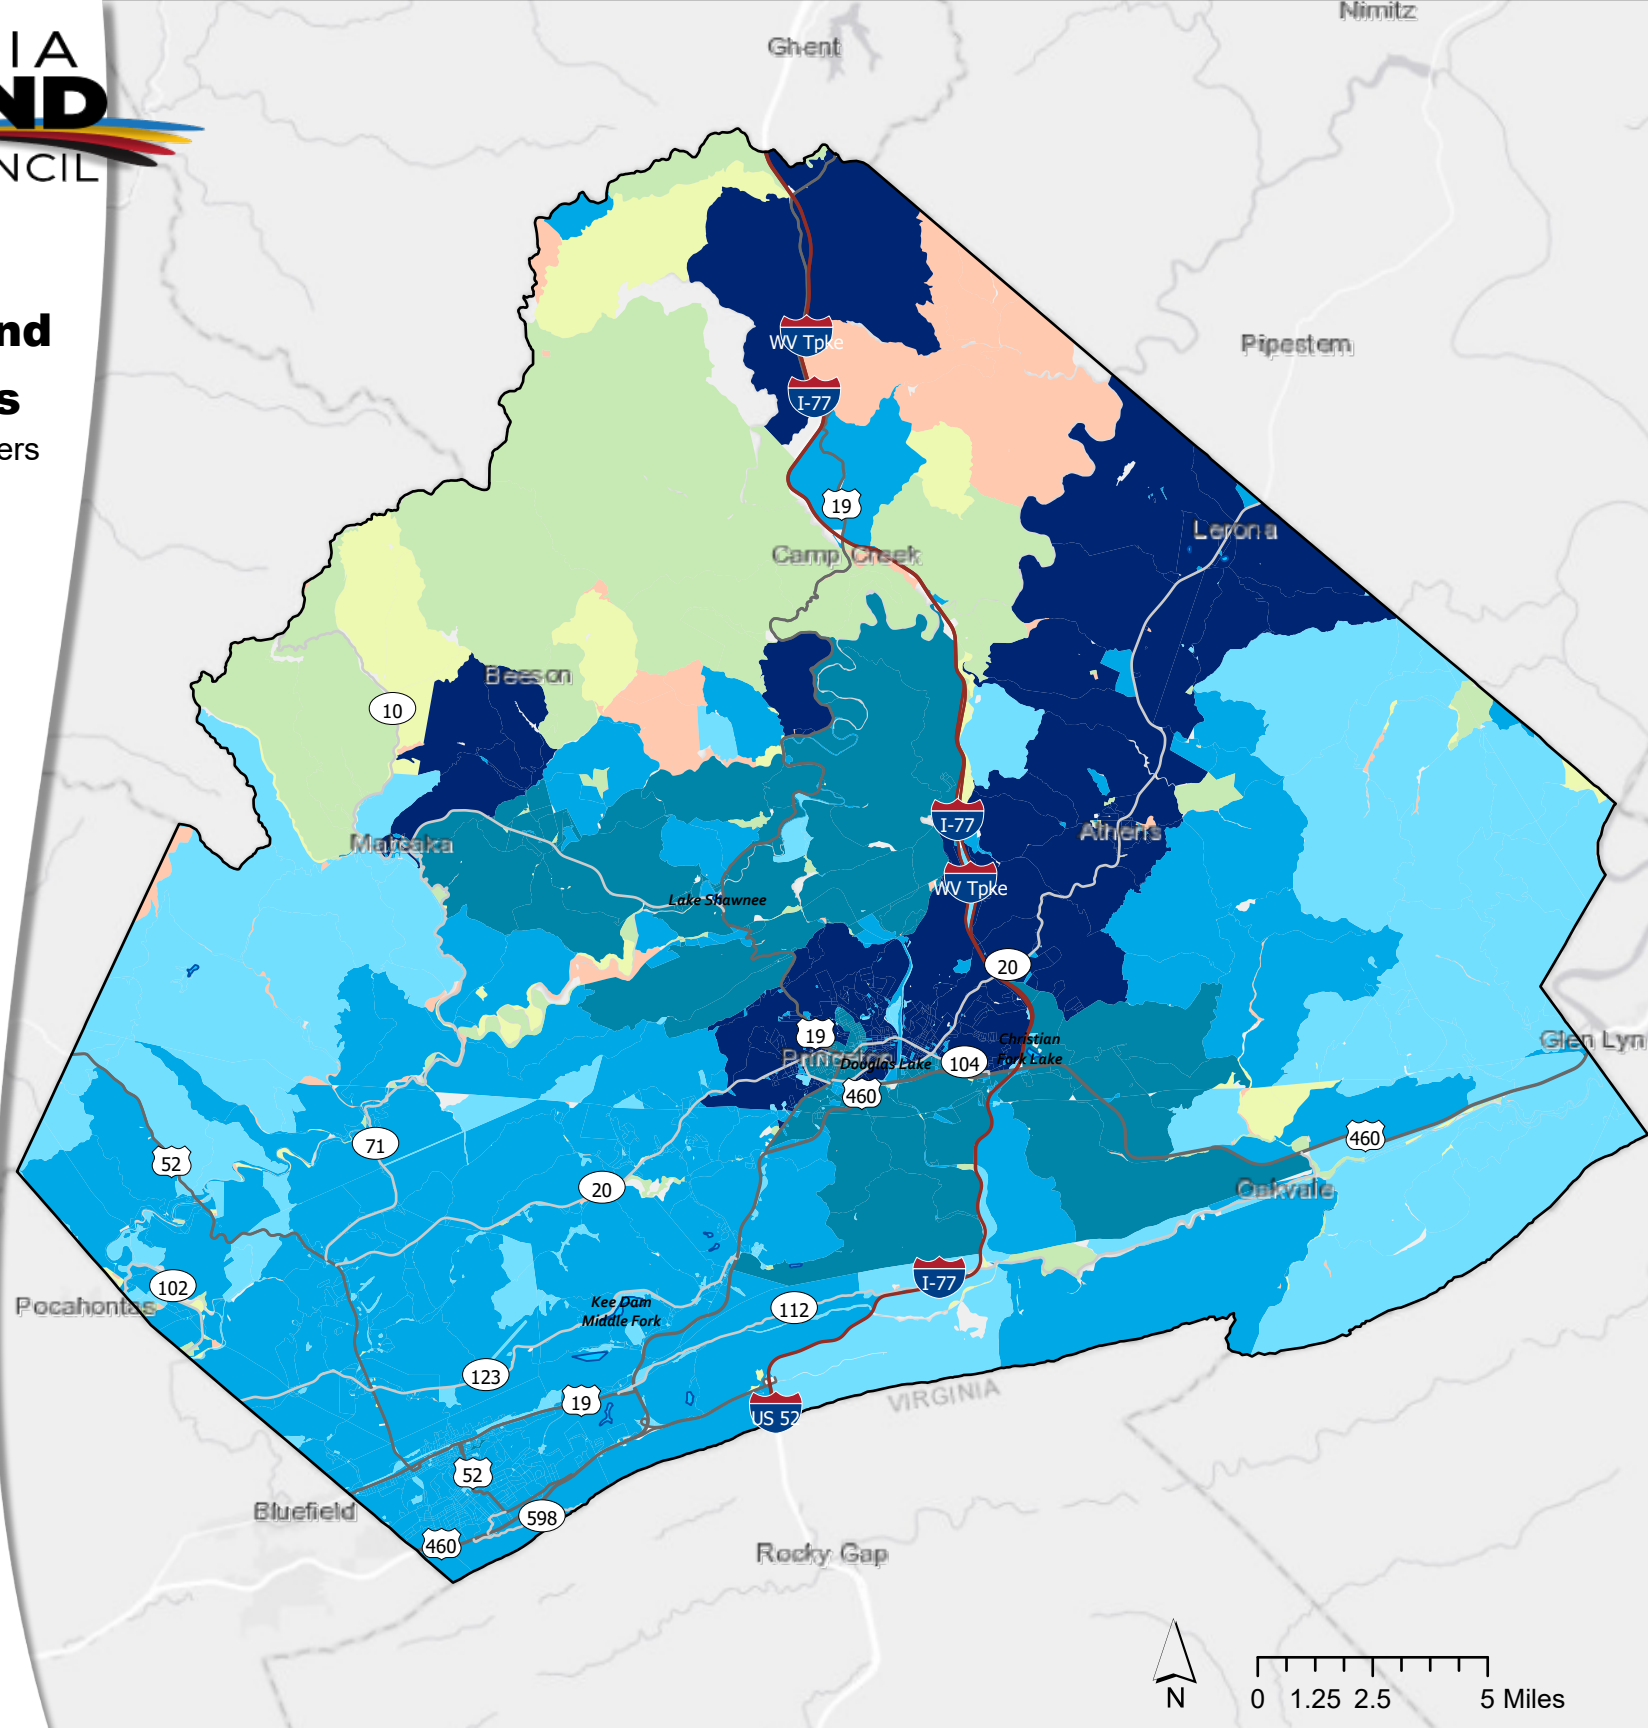 IA
ND
NCIL
nd
s
ers
Nimitz
Ghent
Pipestem
WV Tpke
I-77
19
Lerona
Camp Creek
Beeson
10
I-77
Athens
Matoaka
WV Tpke
Lake Shawnee
20
19
Christian
Fork Lake
Princeton
Douglas Lake
104
Glen Lyn
460
71
460
52
20
Oakvale
102
I-77
Pocahontas
Kee Dam
Middle Fork
112
123
19
VIRGINIA
US 52
52
Bluefield
598
460
Rocky Gap
N
0 1.25 2.5 5 Miles